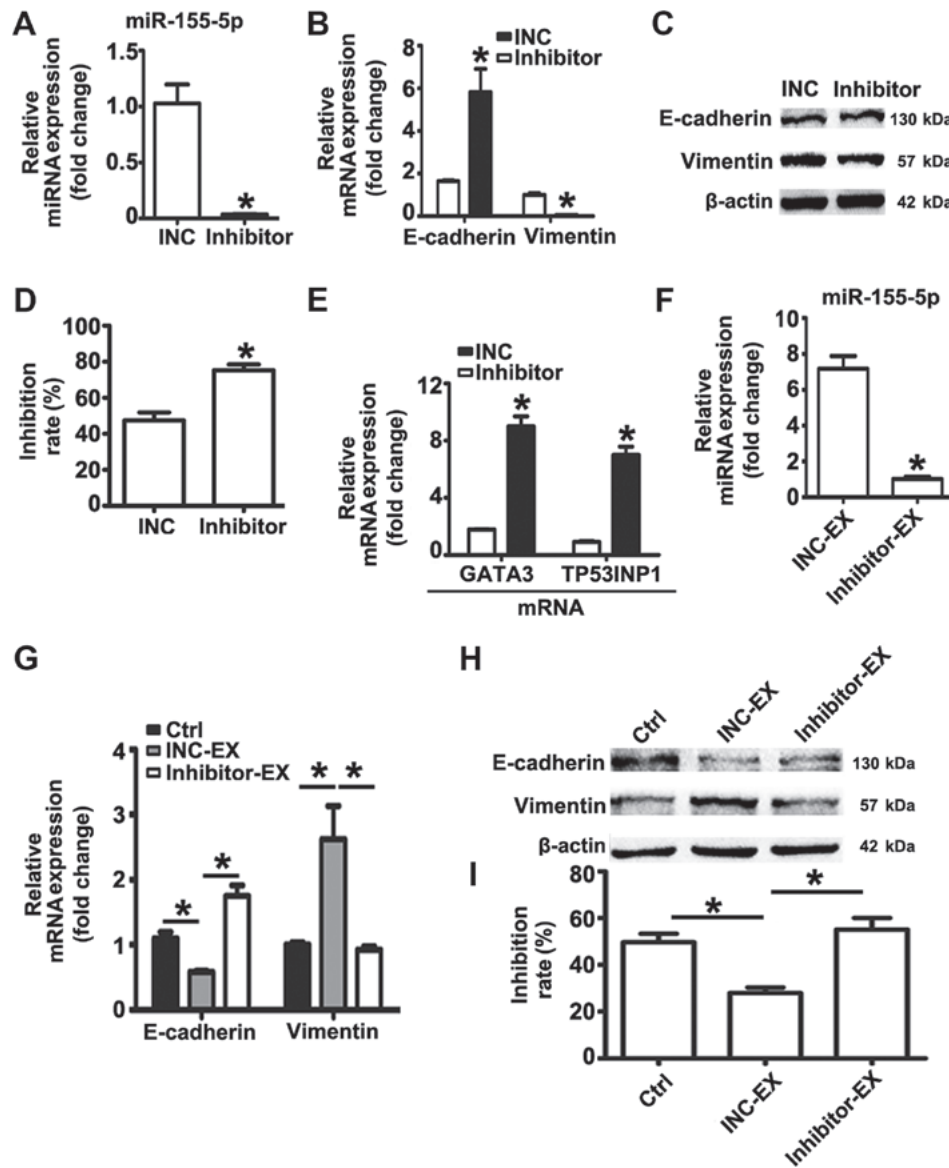 A
miR-155-5p
Relative
miRNA expression
(fold change)
1.5
1.0
0.5
0
*
INC
Inhibitor
B
Relative
mRNA expression
(fold change)
INC
Inhibitor
8
6
4
2
0
*
*
E-cadherin
Vimentin
C
INC
Inhibitor
E-cadherin
130 kDa
Vimentin
57 kDa
β-actin
42 kDa
D
Inhibition
rate (%)
100
80
60
40
20
0
*
INC
Inhibitor
E
Relative
mRNA expression
(fold change)
INC
Inhibitor
12
8
4
0
*
*
GATA3
TP53INP1
mRNA
F
miR-155-5p
Relative
miRNA expression
(fold change)
8
6
4
2
0
*
INC-EX
Inhibitor-EX
G
Relative
mRNA expression
(fold change)
Ctrl
INC-EX
Inhibitor-EX
4
3
2
1
0
*
*
*
*
E-cadherin
Vimentin
H
Ctrl
INC-EX
Inhibitor-EX
E-cadherin
130 kDa
Vimentin
57 kDa
β-actin
42 kDa
I
Inhibition
rate (%)
80
60
40
20
0
*
*
Ctrl
INC-EX
Inhibitor-EX